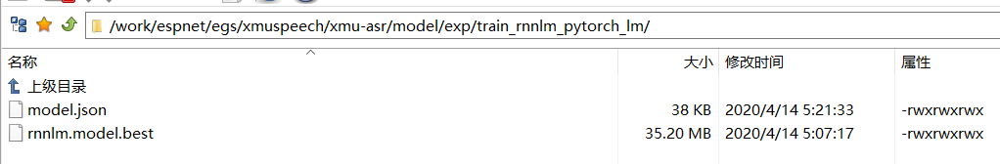 /work/espnet/egs/xmuspeech/xmu-asr/model/exp/train_rnnlm_pytorch_lm/
名称 大小 修改时间 属性
上级目录
model.json 38 KB 2020/4/14 5:21:33 -rwxrwxrwx
rnnlm.model.best 35.20 MB 2020/4/14 5:07:17 -rwxrwxrwx